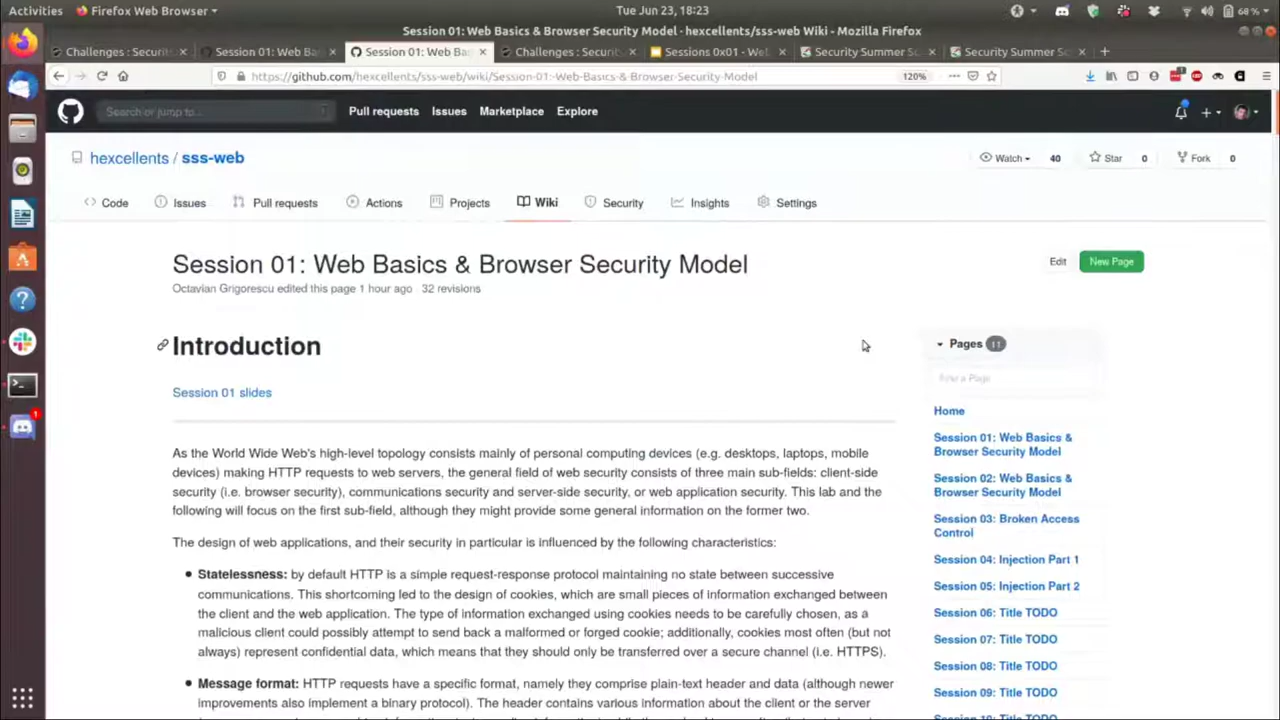 Activities Firefox Web Browser Tue Jun 23, 18:23 68 %
Session 01: Web Basics & Browser Security Model · hexcellents/sss-web Wiki - Mozilla Firefox
Challenges : Securit Session 01: Web Ba Session 01: Web Ba Challenges : Securit Sessions 0x01 - We Security Summer S Security Summer S
https://github.com/hexcellents/sss-web/wiki/Session-01:-Web-Basics-&-Browser-Security-Model 120%
Search or jump to... Pull requests Issues Marketplace Explore
hexcellents / sss-web Watch 40 Star 0 Fork 0
Code Issues Pull requests Actions Projects Wiki Security Insights Settings
Session 01: Web Basics & Browser Security Model Edit New Page
Octavian Grigorescu edited this page 1 hour ago · 32 revisions
Introduction
Session 01 slides
As the World Wide Web's high-level topology consists mainly of personal computing devices (e.g. desktops, laptops, mobile
devices) making HTTP requests to web servers, the general field of web security consists of three main sub-fields: client-side
security (i.e. browser security), communications security and server-side security, or web application security. This lab and the
following will focus on the first sub-field, although they might provide some general information on the former two.
The design of web applications, and their security in particular is influenced by the following characteristics:
Statelessness: by default HTTP is a simple request-response protocol maintaining no state between successive
communications. This shortcoming led to the design of cookies, which are small pieces of information exchanged between
the client and the web application. The type of information exchanged using cookies needs to be carefully chosen, as a
malicious client could possibly attempt to send back a malformed or forged cookie; additionally, cookies most often (but not
always) represent confidential data, which means that they should only be transferred over a secure channel (i.e. HTTPS).
Message format: HTTP requests have a specific format, namely they comprise plain-text header and data (although newer
improvements also implement a binary protocol). The header contains various information about the client or the server
Pages 11
Find a Page
Home
Session 01: Web Basics &
Browser Security Model
Session 02: Web Basics &
Browser Security Model
Session 03: Broken Access
Control
Session 04: Injection Part 1
Session 05: Injection Part 2
Session 06: Title TODO
Session 07: Title TODO
Session 08: Title TODO
Session 09: Title TODO